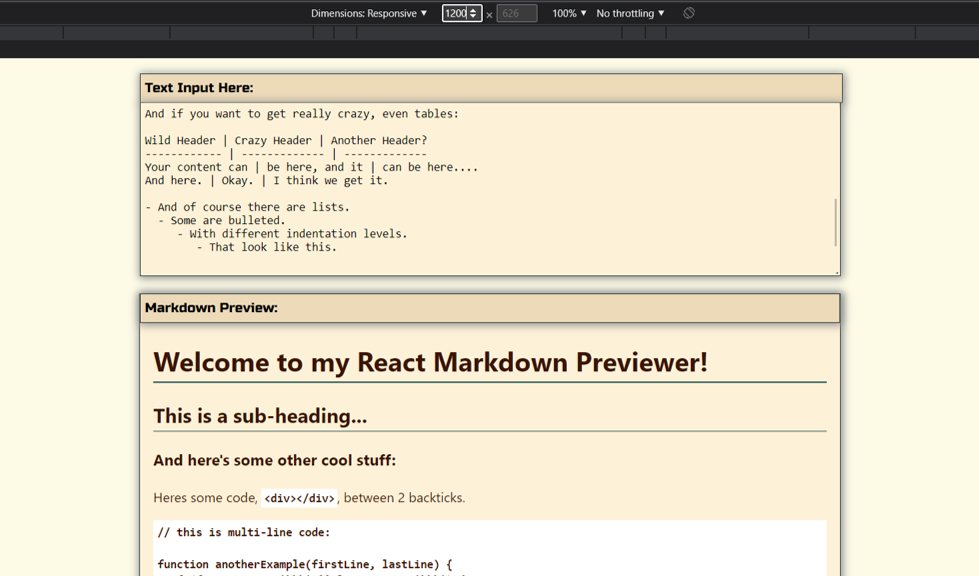 Dimensions: Responsive ▼ 1200 × 626 100% ▼ No throttling ▼
Text Input Here:
And if you want to get really crazy, even tables:
Wild Header | Crazy Header | Another Header?
------------ | ------------- | -------------
Your content can | be here, and it | can be here....
And here. | Okay. | I think we get it.
- And of course there are lists.
  - Some are bulleted.
     - With different indentation levels.
        - That look like this.
Markdown Preview:
Welcome to my React Markdown Previewer!
This is a sub-heading...
And here's some other cool stuff:
Heres some code, <div></div>, between 2 backticks.
// this is multi-line code:
function anotherExample(firstLine, lastLine) {